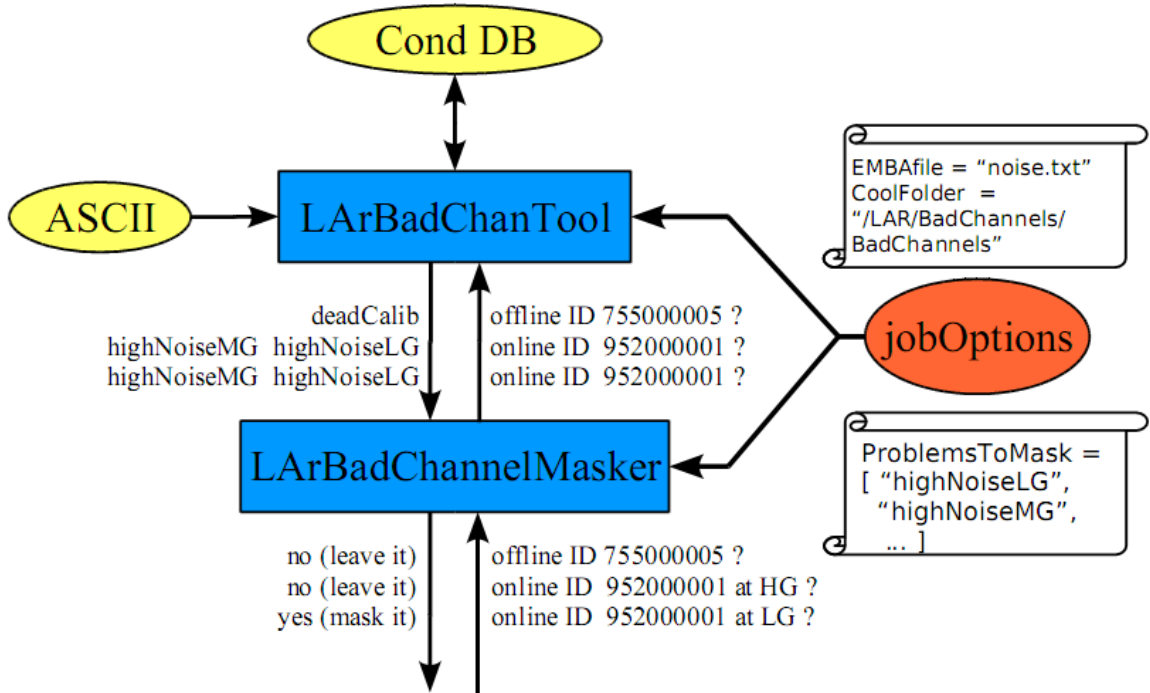 Cond DB
EMBAfile = “noise.txt”
CoolFolder =
“/LAR/BadChannels/
BadChannels”
ASCII
LArBadChanTool
jobOptions
deadCalib
highNoiseMG highNoiseLG
highNoiseMG highNoiseLG
offline ID 755000005 ?
online ID 952000001 ?
online ID 952000001 ?
LArBadChannelMasker
ProblemsToMask =
[ “highNoiseLG”,
“highNoiseMG”,
... ]
no (leave it)
no (leave it)
yes (mask it)
offline ID 755000005 ?
online ID 952000001 at HG ?
online ID 952000001 at LG ?